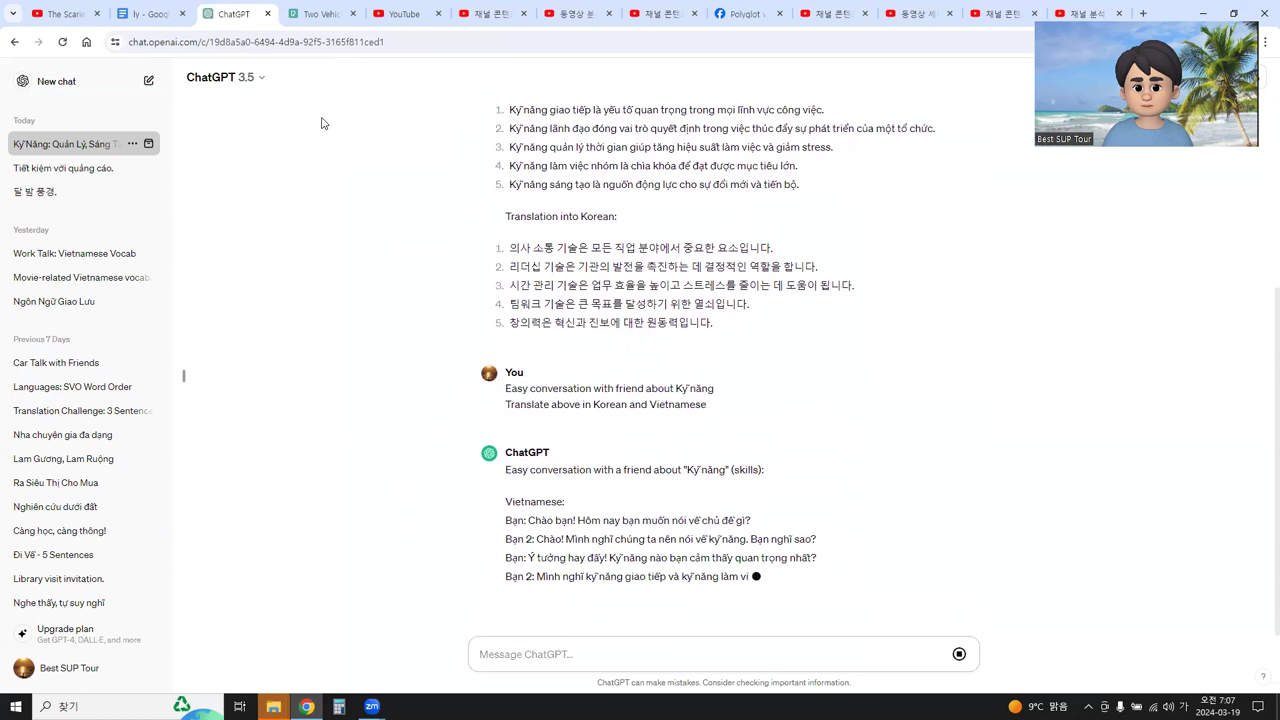 The Scarie
ly - Google
ChatGPT
Two Vehic
YouTube
채널 콘텐
동영상 분
채널 콘텐
Polyglot v
채널 콘텐
동영상 세
채널 콘텐
채널 분석
chat.openai.com/c/19d8a5a0-6494-4d9a-92f5-3165f811ced1
Best SUP Tour
New chat
ChatGPT 3.5
Today
Kỹ Năng: Quản Lý, Sáng Tạ
Tiết kiệm với quảng cáo.
달 밤 풍경.
Yesterday
Work Talk: Vietnamese Vocab
Movie-related Vietnamese vocab.
Ngôn Ngữ Giao Lưu
Previous 7 Days
Car Talk with Friends
Languages: SVO Word Order
Translation Challenge: 3 Sentence
Nha chuyên gia đa dạng
Lam Gương, Lam Ruộng
Ra Siêu Thị Cho Mua
Nghiên cứu dưới đất
Càng học, càng thông!
Đi Về - 5 Sentences
Library visit invitation.
Nghe thấy, tự suy nghĩ
Upgrade plan
Get GPT-4, DALL·E, and more
Best SUP Tour
1. Kỹ năng giao tiếp là yếu tố quan trọng trong mọi lĩnh vực công việc.
2. Kỹ năng lãnh đạo đóng vai trò quyết định trong việc thúc đẩy sự phát triển của một tổ chức.
3. Kỹ năng quản lý thời gian giúp tăng hiệu suất làm việc và giảm stress.
4. Kỹ năng làm việc nhóm là chìa khóa để đạt được mục tiêu lớn.
5. Kỹ năng sáng tạo là nguồn động lực cho sự đổi mới và tiến bộ.
Translation into Korean:
1. 의사 소통 기술은 모든 직업 분야에서 중요한 요소입니다.
2. 리더십 기술은 기관의 발전을 촉진하는 데 결정적인 역할을 합니다.
3. 시간 관리 기술은 업무 효율을 높이고 스트레스를 줄이는 데 도움이 됩니다.
4. 팀워크 기술은 큰 목표를 달성하기 위한 열쇠입니다.
5. 창의력은 혁신과 진보에 대한 원동력입니다.
You
Easy conversation with friend about Kỹ năng
Translate above in Korean and Vietnamese
ChatGPT
Easy conversation with a friend about "Kỹ năng" (skills):
Vietnamese:
Bạn: Chào bạn! Hôm nay bạn muốn nói về chủ đề gì?
Bạn 2: Chào! Mình nghĩ chúng ta nên nói về kỹ năng. Bạn nghĩ sao?
Bạn: Ý tưởng hay đấy! Kỹ năng nào bạn cảm thấy quan trọng nhất?
Bạn 2: Mình nghĩ kỹ năng giao tiếp và kỹ năng làm vi
Message ChatGPT...
ChatGPT can make mistakes. Consider checking important information.
?
찾기
9°C 맑음
가
오전 7:07
2024-03-19